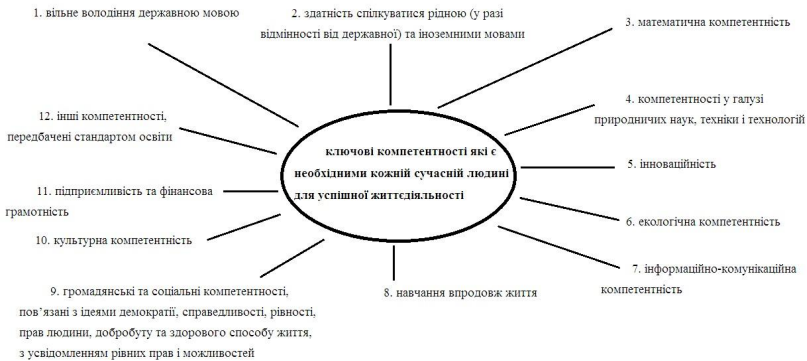 1. вільне володіння державною мовою
2. здатність спілкуватися рідною (у разі
відмінності від державної) та іноземними мовами
3. математична компетентність
4. компетентності у галузі
природничих наук, техніки і технологій
5. інноваційність
6. екологічна компетентність
7. інформаційно-комунікаційна
компетентність
8. навчання впродовж життя
9. громадянські та соціальні компетентності,
пов’язані з ідеями демократії, справедливості, рівності,
прав людини, добробуту та здорового способу життя,
з усвідомленням рівних прав і можливостей
10. культурна компетентність
11. підприємливість та фінансова
грамотність
12. інші компетентності,
передбачені стандартом освіти
ключові компетентності які є
необхідними кожній сучасній людині
для успішної життєдіяльності